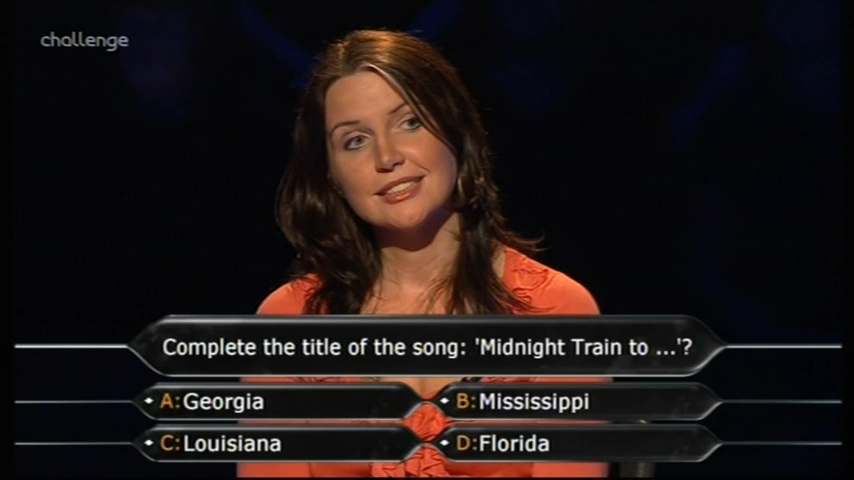 challenge
Complete the title of the song: 'Midnight Train to ...'?
A: Georgia
B: Mississippi
C: Louisiana
D: Florida